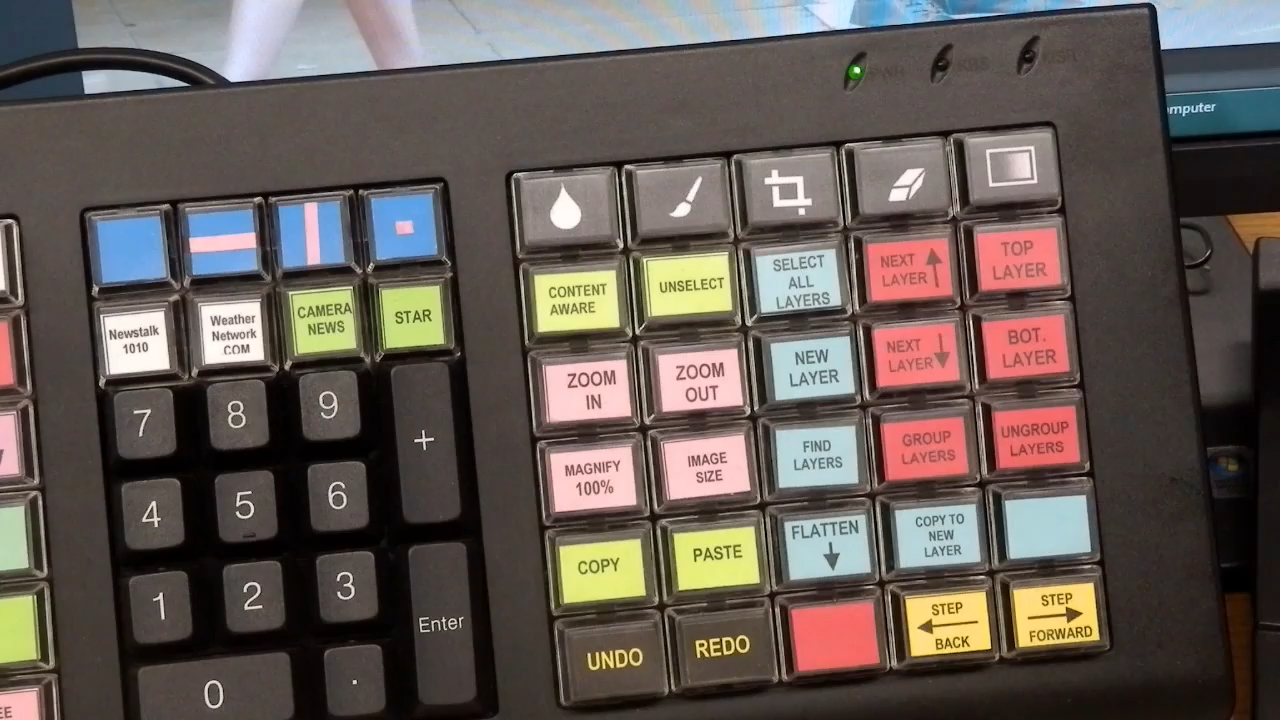 PWR
mputer
CONTENT
AWARE
UNSELECT
SELECT
ALL
LAYERS
NEXT
LAYER
TOP
LAYER
Newstalk
1010
Weather
Network
.COM
CAMERA
NEWS
STAR
ZOOM
IN
ZOOM
OUT
NEW
LAYER
NEXT
LAYER
BOT.
LAYER
7
8
9
+
MAGNIFY
100%
IMAGE
SIZE
FIND
LAYERS
GROUP
LAYERS
UNGROUP
LAYERS
4
5
6
COPY
PASTE
FLATTEN
COPY TO
NEW
LAYER
1
2
3
Enter
UNDO
REDO
STEP
BACK
STEP
FORWARD
0
.